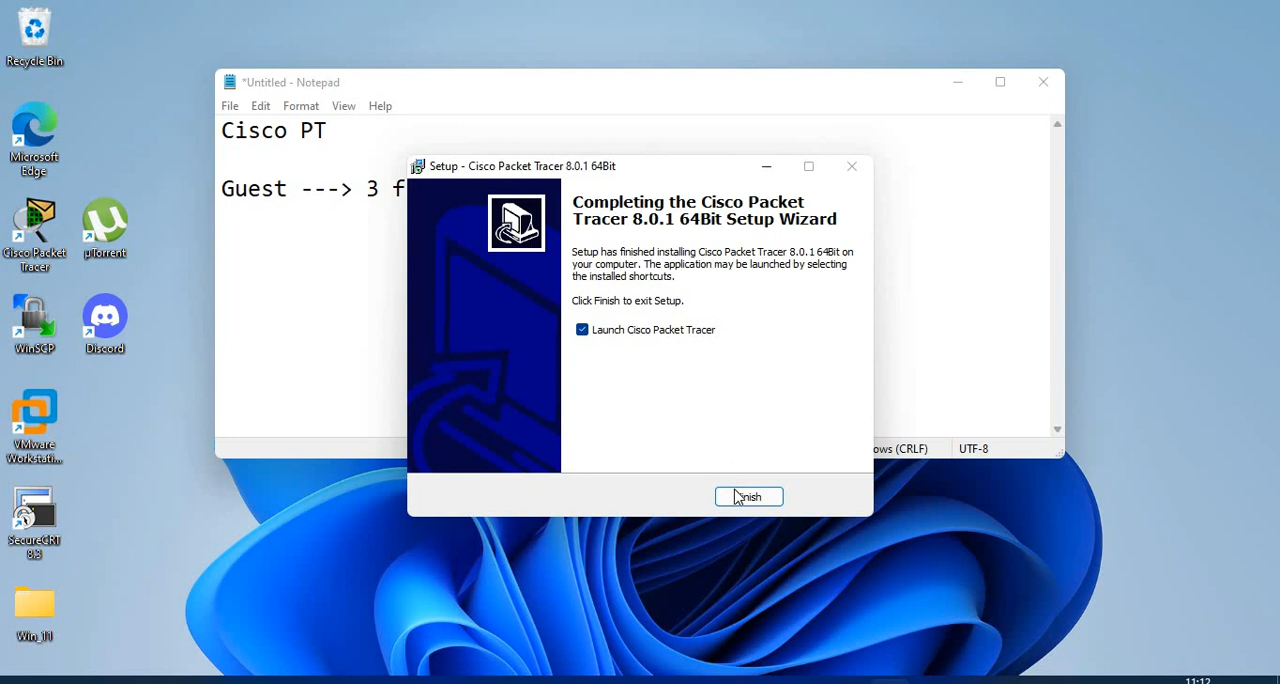 Recycle Bin
Microsoft
Edge
Cisco Packet
Tracer
µTorrent
WinSCP
Discord
VMware
Workstati...
SecureCRT
8.3
Win_11
*Untitled - Notepad
File Edit Format View Help
Cisco PT
Guest ---> 3 f
Setup - Cisco Packet Tracer 8.0.1 64Bit
Completing the Cisco Packet
Tracer 8.0.1 64Bit Setup Wizard
Setup has finished installing Cisco Packet Tracer 8.0.1 64Bit on
your computer. The application may be launched by selecting
the installed shortcuts.
Click Finish to exit Setup.
Launch Cisco Packet Tracer
Finish
ows (CRLF) UTF-8
11:12